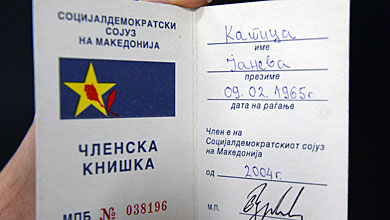 СОЦИЈАЛДЕМОКРАТСКИ
СОЈУЗ
НА МАКЕДОНИЈА
ЧЛЕНСКА
КНИШКА
МПБ № 038196
Катица
име
Јанева
презиме
09.02.1965г
дата на раѓање
Член е на
Социјалдемократскиот сојуз
на Македонија
од 2004г.
М.П.